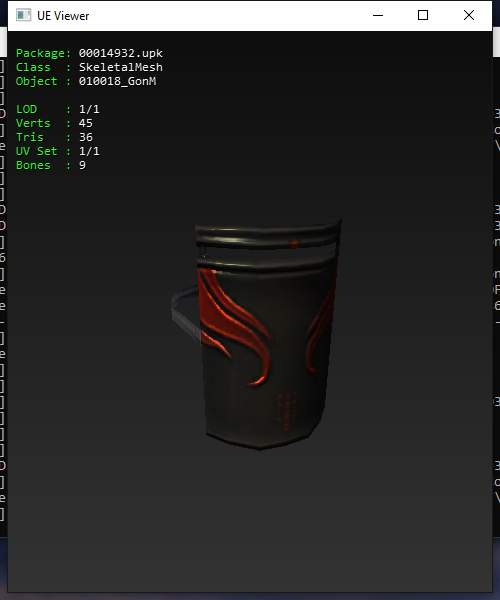 UE Viewer
Package: 00014932.upk
Class : SkeletalMesh
Object : 010018_GonM
LOD : 1/1
Verts : 45
Tris : 36
UV Set : 1/1
Bones : 9